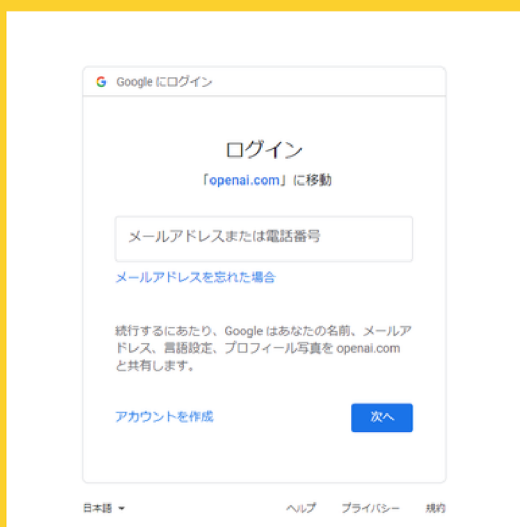 Google にログイン
ログイン
「openai.com」に移動
メールアドレスまたは電話番号
メールアドレスを忘れた場合
続行するにあたり、Google はあなたの名前、メールア
ドレス、言語設定、プロフィール写真を openai.com
と共有します。
アカウントを作成
次へ
日本語
ヘルプ プライバシー 規約